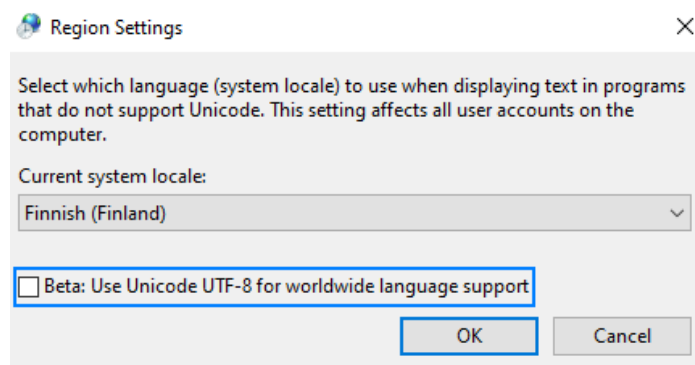 Region Settings
Select which language (system locale) to use when displaying text in programs
that do not support Unicode. This setting affects all user accounts on the
computer.
Current system locale:
Finnish (Finland)
Beta: Use Unicode UTF-8 for worldwide language support
OK Cancel